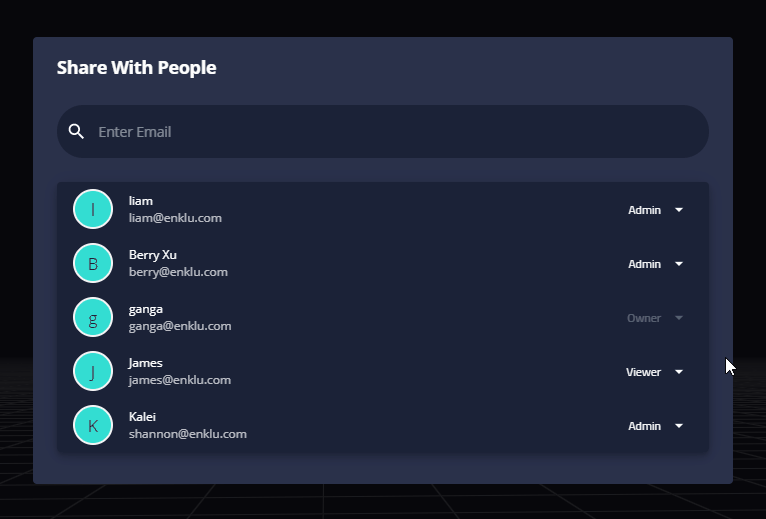 Share With People
Enter Email
l
liam
liam@enklu.com
Admin
B
Berry Xu
berry@enklu.com
Admin
g
ganga
ganga@enklu.com
Owner
J
James
james@enklu.com
Viewer
K
Kalei
shannon@enklu.com
Admin